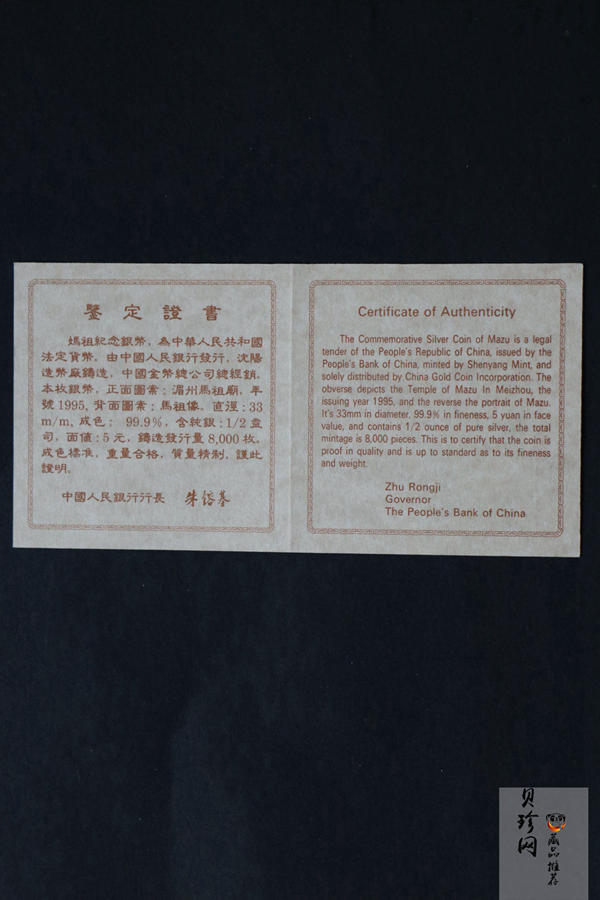 鑒定證書
媽祖紀念銀幣，為中華人民共和國
法定貨幣。由中國人民銀行發行，沈陽
造幣廠鑄造，中國金幣總公司總經銷。
本枚銀幣，正面圖案：湄州馬祖廟，年
號1995，背面圖案：馬祖像。直涇：33
m/m，成色： 99.9%，含純銀：1/2盎
司，面值：5元，鑄造發行量8,000枚。
成色標准，重量合格，質量精制，謹此
證明。
中國人民銀行行長 朱鎔基
Certificate of Authenticity
The Commemorative Silver Coin of Mazu is a legal
tender of the People's Republic of China, issued by the
People's Bank of China, minted by Shenyang Mint, and
solely distributed by China Gold Coin Incorporation. The
obverse depicts the Temple of Mazu In Meizhou, the
issuing year 1995, and the reverse the portrait of Mazu.
It's 33mm in diameter, 99.9% in fineness, 5 yuan in face
value, and contains 1/2 ounce of pure silver, the total
mintage is 8,000 pieces. This is to certify that the coin is
proof in quality and is up to standard as to its fineness
and weight.
Zhu Rongji
Governor
The People's Bank of China
贝珍网
藏品推荐